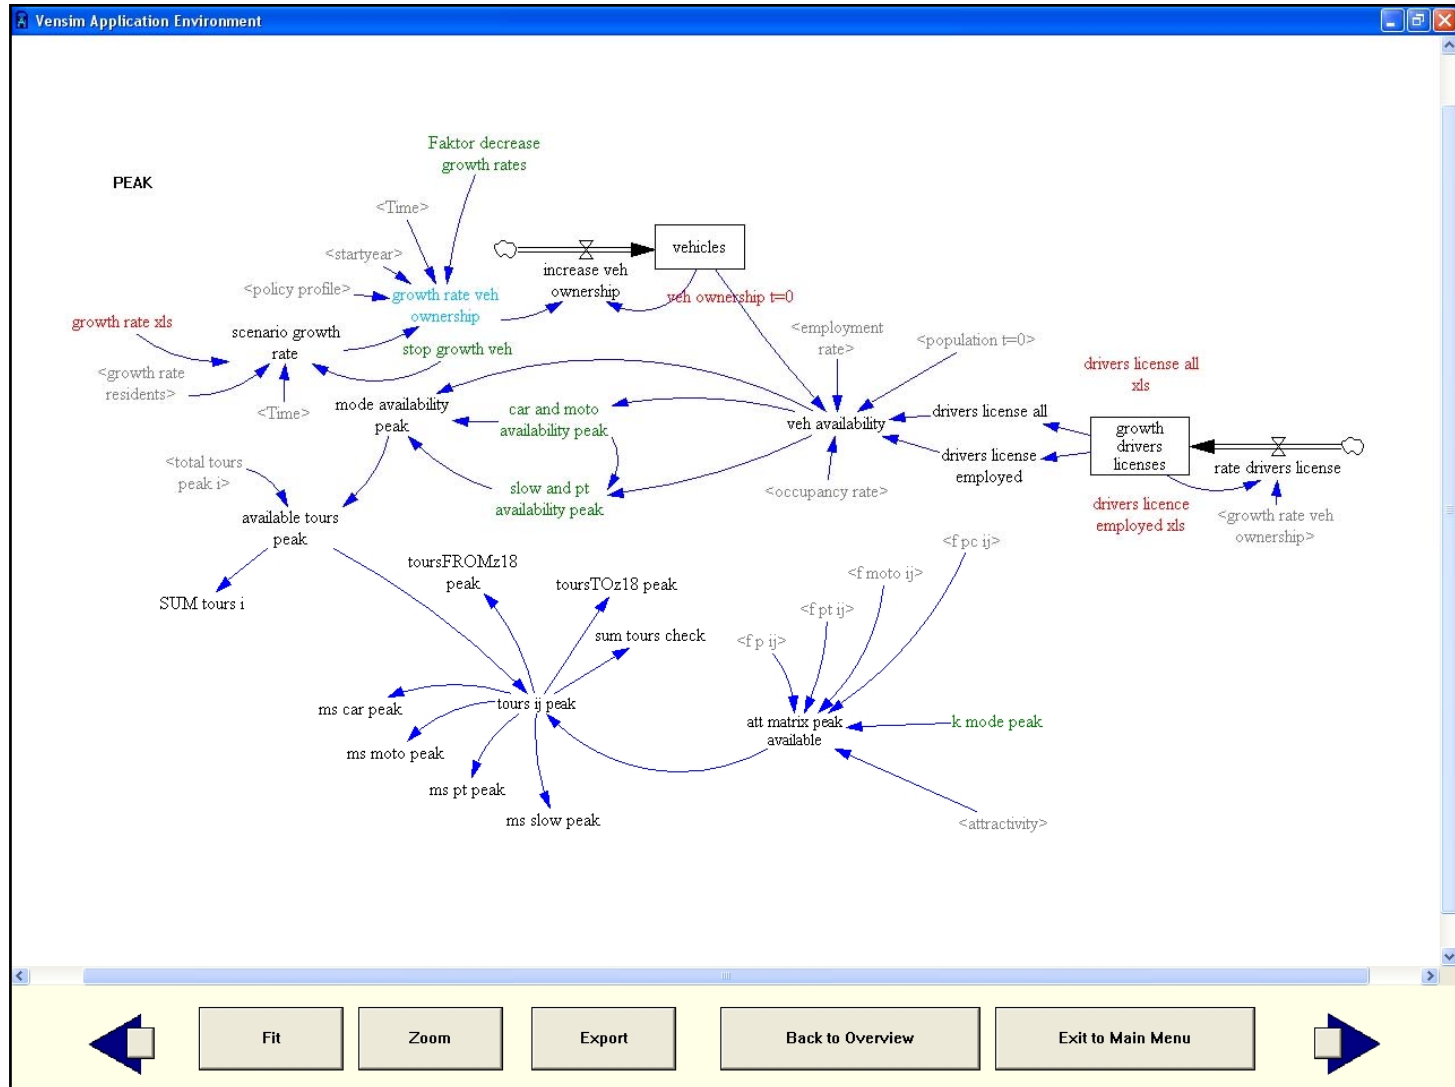 Vensim Application Environment
PEAK
Faktor decrease
growth rates
<Time>
<startyear>
<policy profile>
growth rate veh
ownership
increase veh
ownership
vehicles
veh ownership t=0
growth rate xls
scenario growth
rate
stop growth veh
<growth rate
residents>
<Time>
<employment
rate>
<population t=0>
drivers license all
xls
mode availability
peak
car and moto
availability peak
veh availability
drivers license all
growth
drivers
licenses
rate drivers license
drivers license
employed
<total tours
peak i>
slow and pt
availability peak
<occupancy rate>
drivers licence
employed xls
<growth rate veh
ownership>
available tours
peak
SUM tours i
toursFROMz18
peak
toursTOz18 peak
sum tours check
<f pc ij>
<f moto ij>
<f pt ij>
<f p ij>
ms car peak
tours ij peak
ms moto peak
ms pt peak
ms slow peak
att matrix peak
available
k mode peak
<attractivity>
Fit
Zoom
Export
Back to Overview
Exit to Main Menu